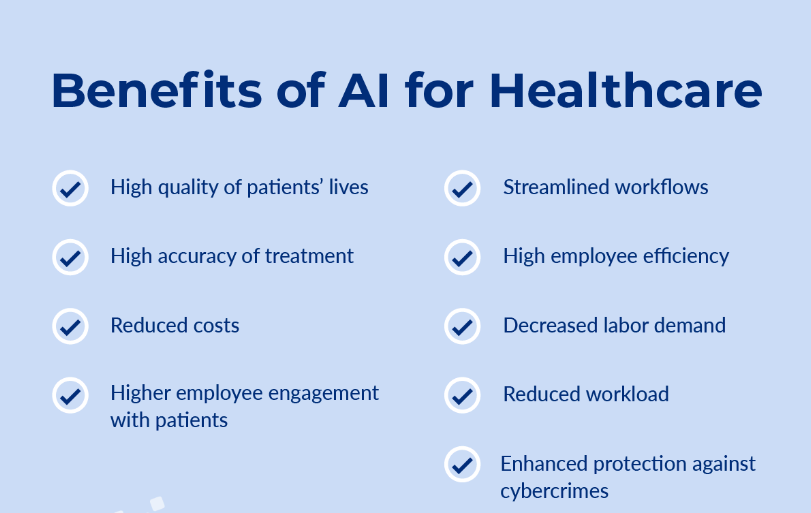 Benefits of AI for Healthcare
High quality of patients’ lives
High accuracy of treatment
Reduced costs
Higher employee engagement
with patients
Streamlined workflows
High employee efficiency
Decreased labor demand
Reduced workload
Enhanced protection against
cybercrimes